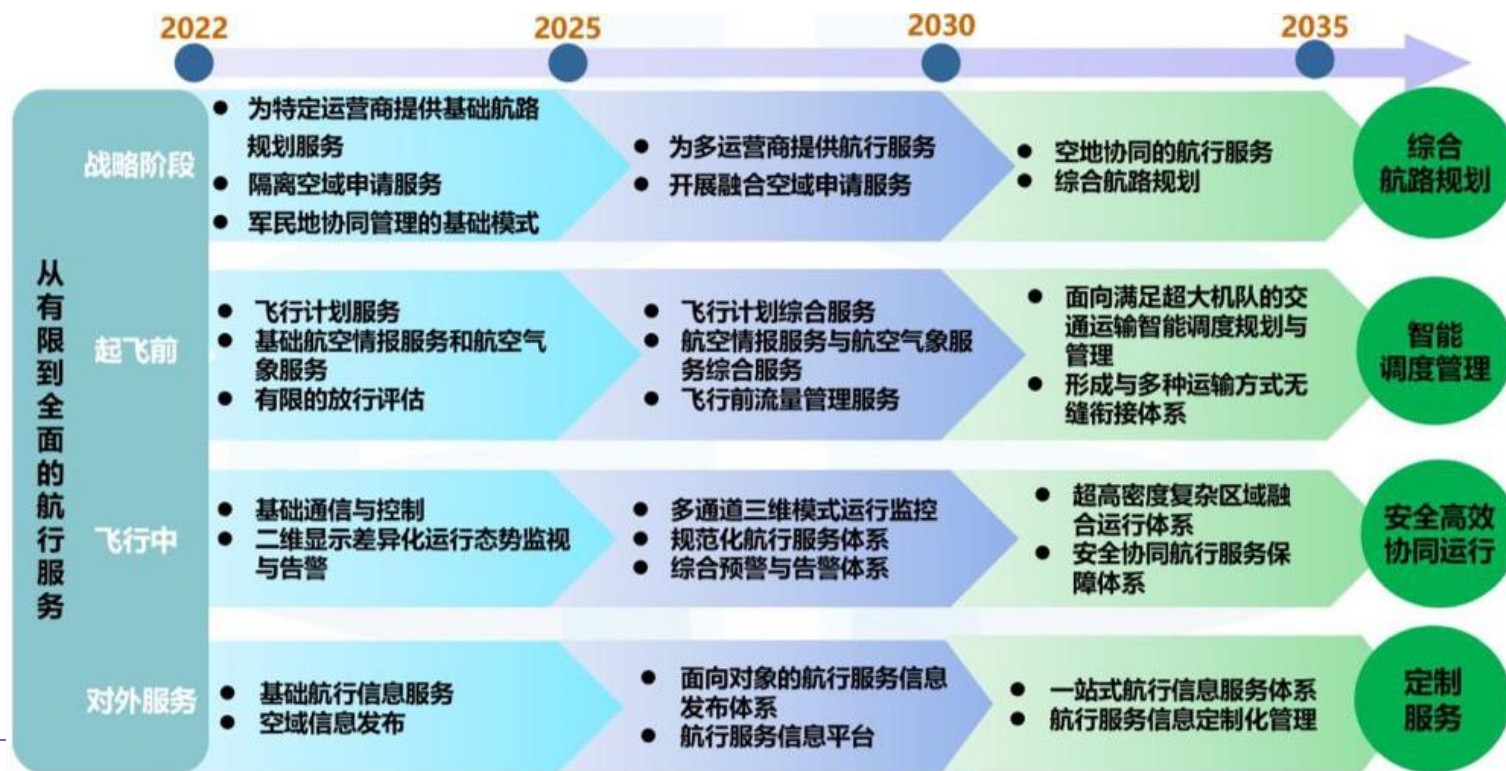 2022
2025
2030
2035
从有限到全面的航行服务
战略阶段
● 为特定运营商提供基础航路
规划服务
● 隔离空域申请服务
● 军民地协同管理的基础模式
● 为多运营商提供航行服务
● 开展融合空域申请服务
● 空地协同的航行服务
● 综合航路规划
综合
航路规划
起飞前
● 飞行计划服务
● 基础航空情报服务和航空气
象服务
● 有限的放行评估
● 飞行计划综合服务
● 航空情报服务与航空气象服
务综合服务
● 飞行前流量管理服务
● 面向满足超大机队的交
通运输智能调度规划与
管理
● 形成与多种运输方式无
缝衔接体系
智能
调度管理
飞行中
● 基础通信与控制
● 二维显示差异化运行态势监视
与告警
● 多通道三维模式运行监控
● 规范化航行服务体系
● 综合预警与告警体系
● 超高密度复杂区域融
合运行体系
● 安全协同航行服务保
障体系
安全高效
协同运行
对外服务
● 基础航行信息服务
● 空域信息发布
● 面向对象的航行服务信息
发布体系
● 航行服务信息平台
● 一站式航行信息服务体系
● 航行服务信息定制化管理
定制
服务